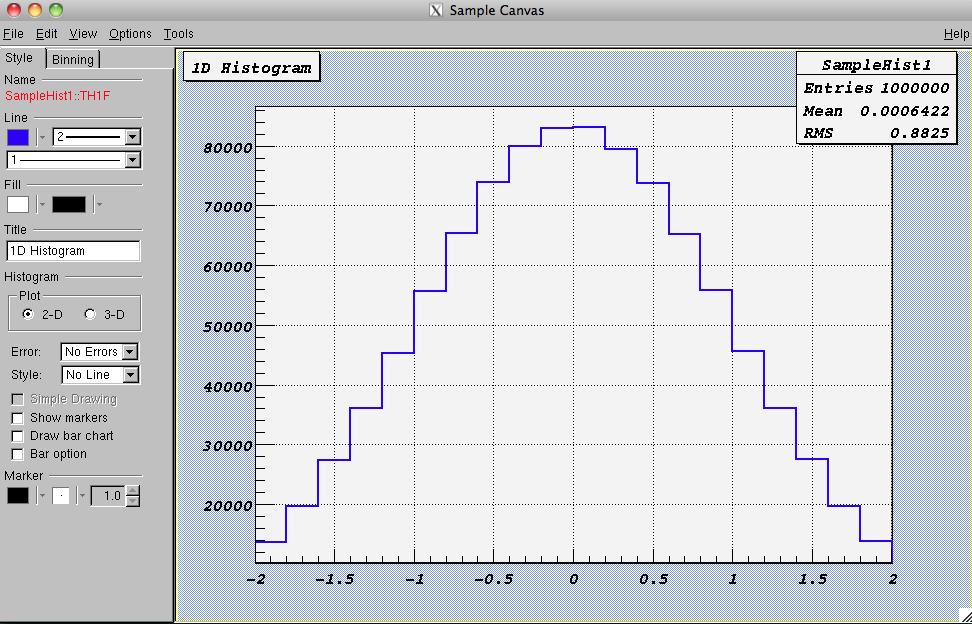 X Sample Canvas
File Edit View Options Tools Help
Style Binning
Name
SampleHist1::TH1F
Line
2
1
Fill
Title
1D Histogram
Histogram
Plot
2-D 3-D
Error: No Errors
Style: No Line
Simple Drawing
Show markers
Draw bar chart
Bar option
Marker
1.0
1D Histogram
SampleHist1
Entries 1000000
Mean 0.0006422
RMS 0.8825
80000
70000
60000
50000
40000
30000
20000
-2 -1.5 -1 -0.5 0 0.5 1 1.5 2